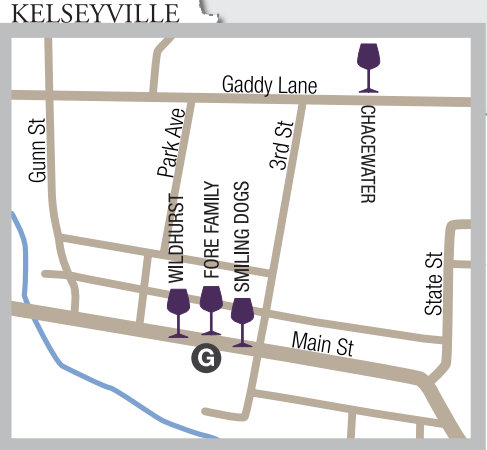 KELSEYVILLE
Gaddy Lane
Gunn St
Park Ave
3rd St
CHACEWATER
WILDHURST
FORE FAMILY
SMILING DOGS
State St
Main St
G